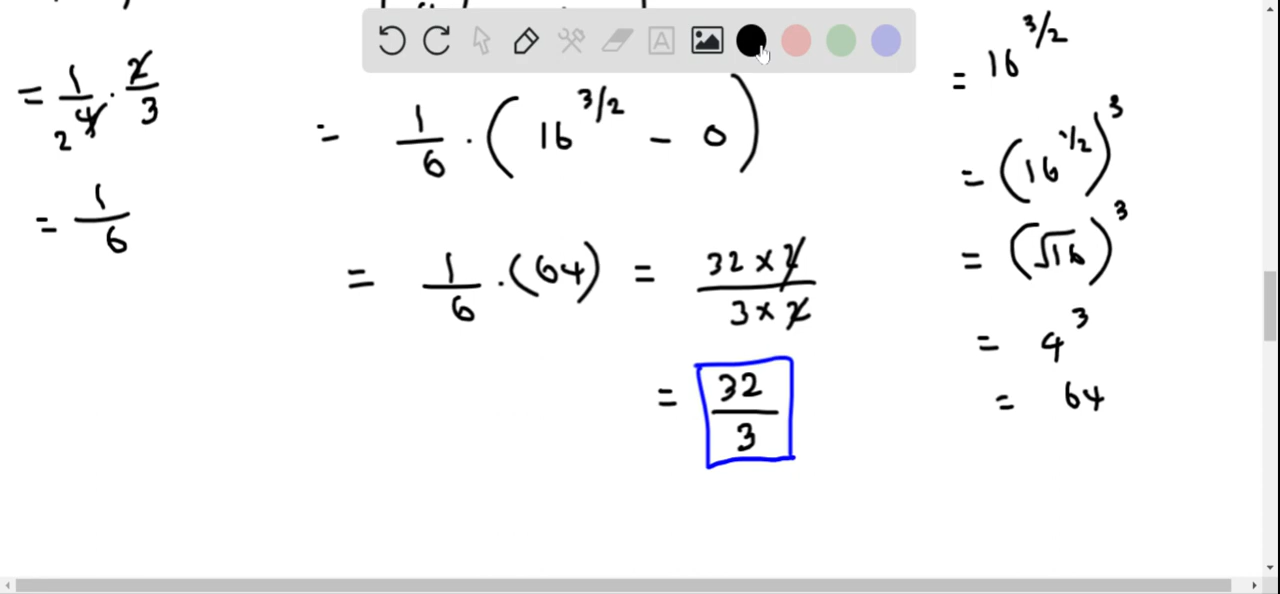 = 1/4 · 2/3
2
= 1/6
= 1/6 · (16^3/2 − 0)
= 1/6 · (64) = 32 × 2 / 3 × 2
= 32/3
= 16^3/2
= (16^1/2)^3
= (√16)^3
= 4^3
= 64
A